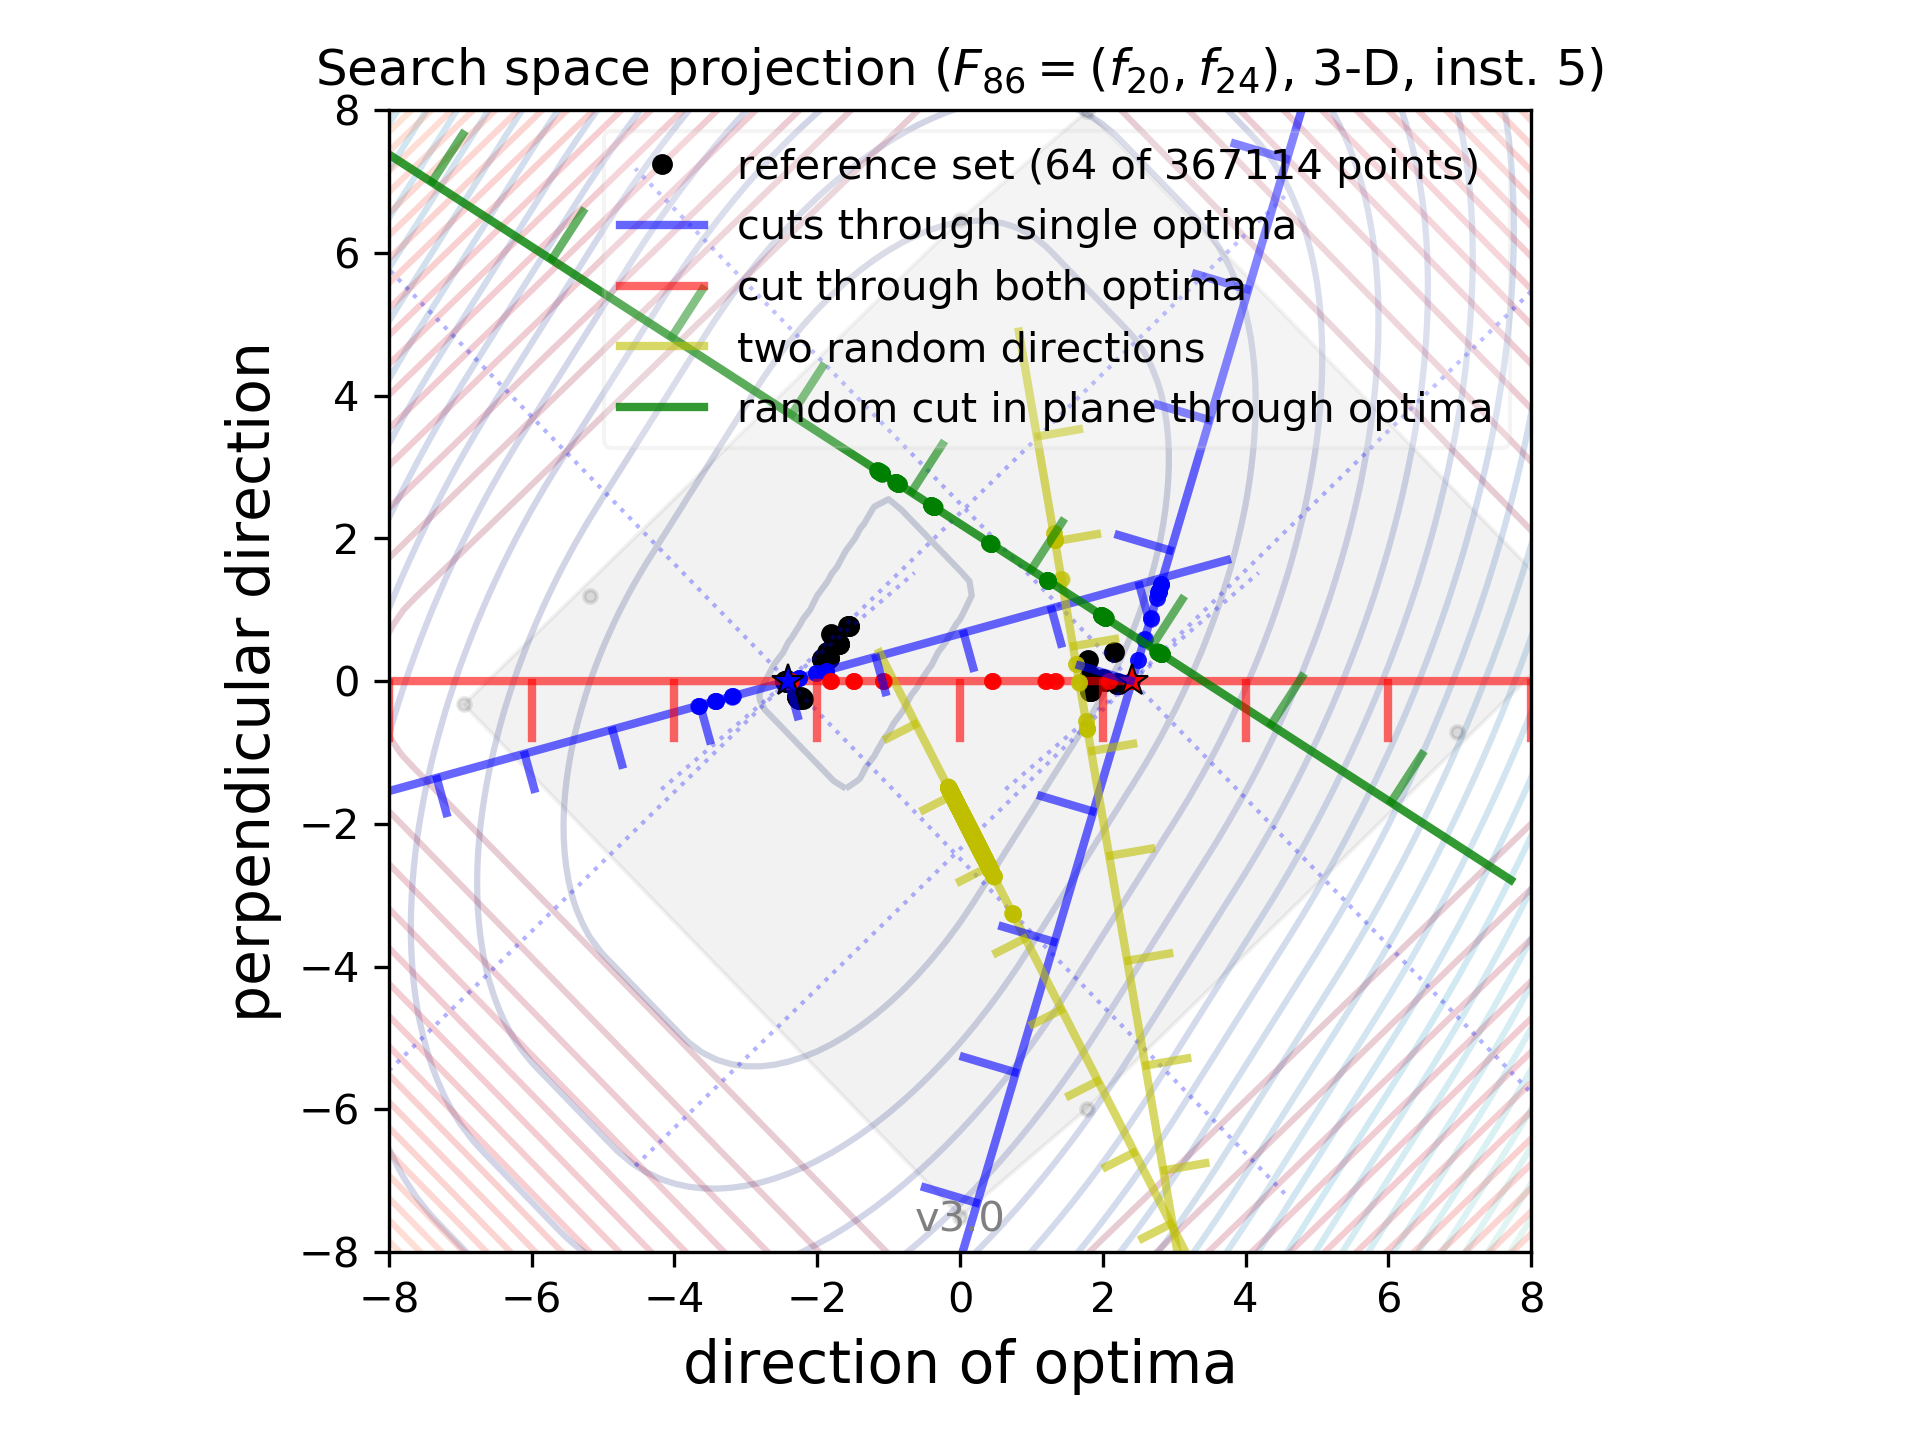 Search space projection (F₈₆ = (f₂₀, f₂₄), 3-D, inst. 5)
reference set (64 of 367114 points)
cuts through single optima
cut through both optima
two random directions
random cut in plane through optima
perpendicular direction
8
6
4
2
0
−2
−4
−6
−8
v3.0
−8 −6 −4 −2 0 2 4 6 8
direction of optima